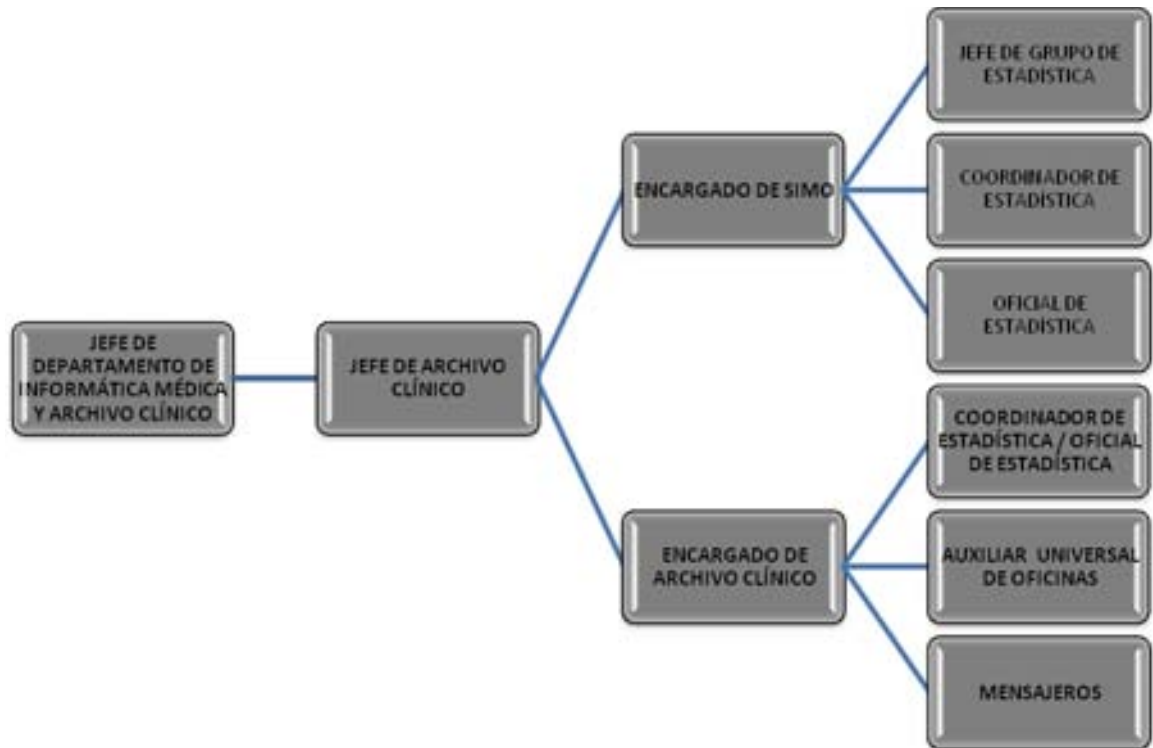 JEFE DE
DEPARTAMENTO DE
INFORMÁTICA MÉDICA
Y ARCHIVO CLÍNICO
JEFE DE ARCHIVO
CLÍNICO
ENCARGADO DE SIMO
JEFE DE GRUPO DE
ESTADÍSTICA
COORDINADOR DE
ESTADÍSTICA
OFICIAL DE
ESTADÍSTICA
ENCARGADO DE
ARCHIVO CLÍNICO
COORDINADOR DE
ESTADÍSTICA / OFICIAL
DE ESTADÍSTICA
AUXILIAR UNIVERSAL
DE OFICINAS
MENSAJEROS